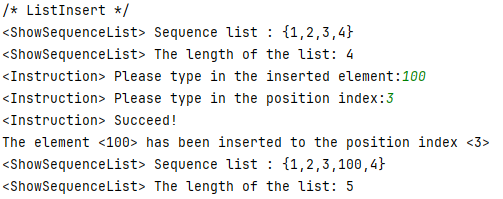 /* ListInsert */
<ShowSequenceList> Sequence list : {1,2,3,4}
<ShowSequenceList> The length of the list: 4
<Instruction> Please type in the inserted element:100
<Instruction> Please type in the position index:3
<Instruction> Succeed!
The element <100> has been inserted to the position index <3>
<ShowSequenceList> Sequence list : {1,2,3,100,4}
<ShowSequenceList> The length of the list: 5